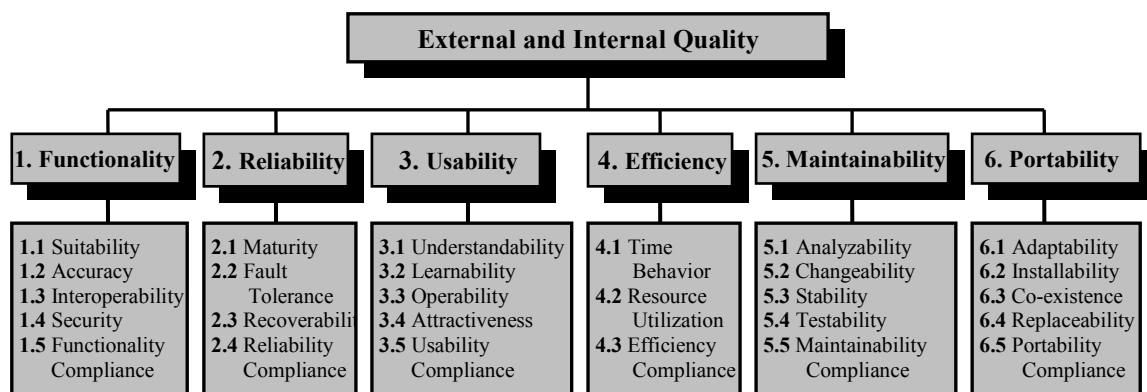 External and Internal Quality
1. Functionality
2. Reliability
3. Usability
4. Efficiency
5. Maintainability
6. Portability
1.1 Suitability
1.2 Accuracy
1.3 Interoperability
1.4 Security
1.5 Functionality
Compliance
2.1 Maturity
2.2 Fault
Tolerance
2.3 Recoverabilit
2.4 Reliability
Compliance
3.1 Understandability
3.2 Learnability
3.3 Operability
3.4 Attractiveness
3.5 Usability
Compliance
4.1 Time
Behavior
4.2 Resource
Utilization
4.3 Efficiency
Compliance
5.1 Analyzability
5.2 Changeability
5.3 Stability
5.4 Testability
5.5 Maintainability
Compliance
6.1 Adaptability
6.2 Installability
6.3 Co-existence
6.4 Replaceability
6.5 Portability
Compliance